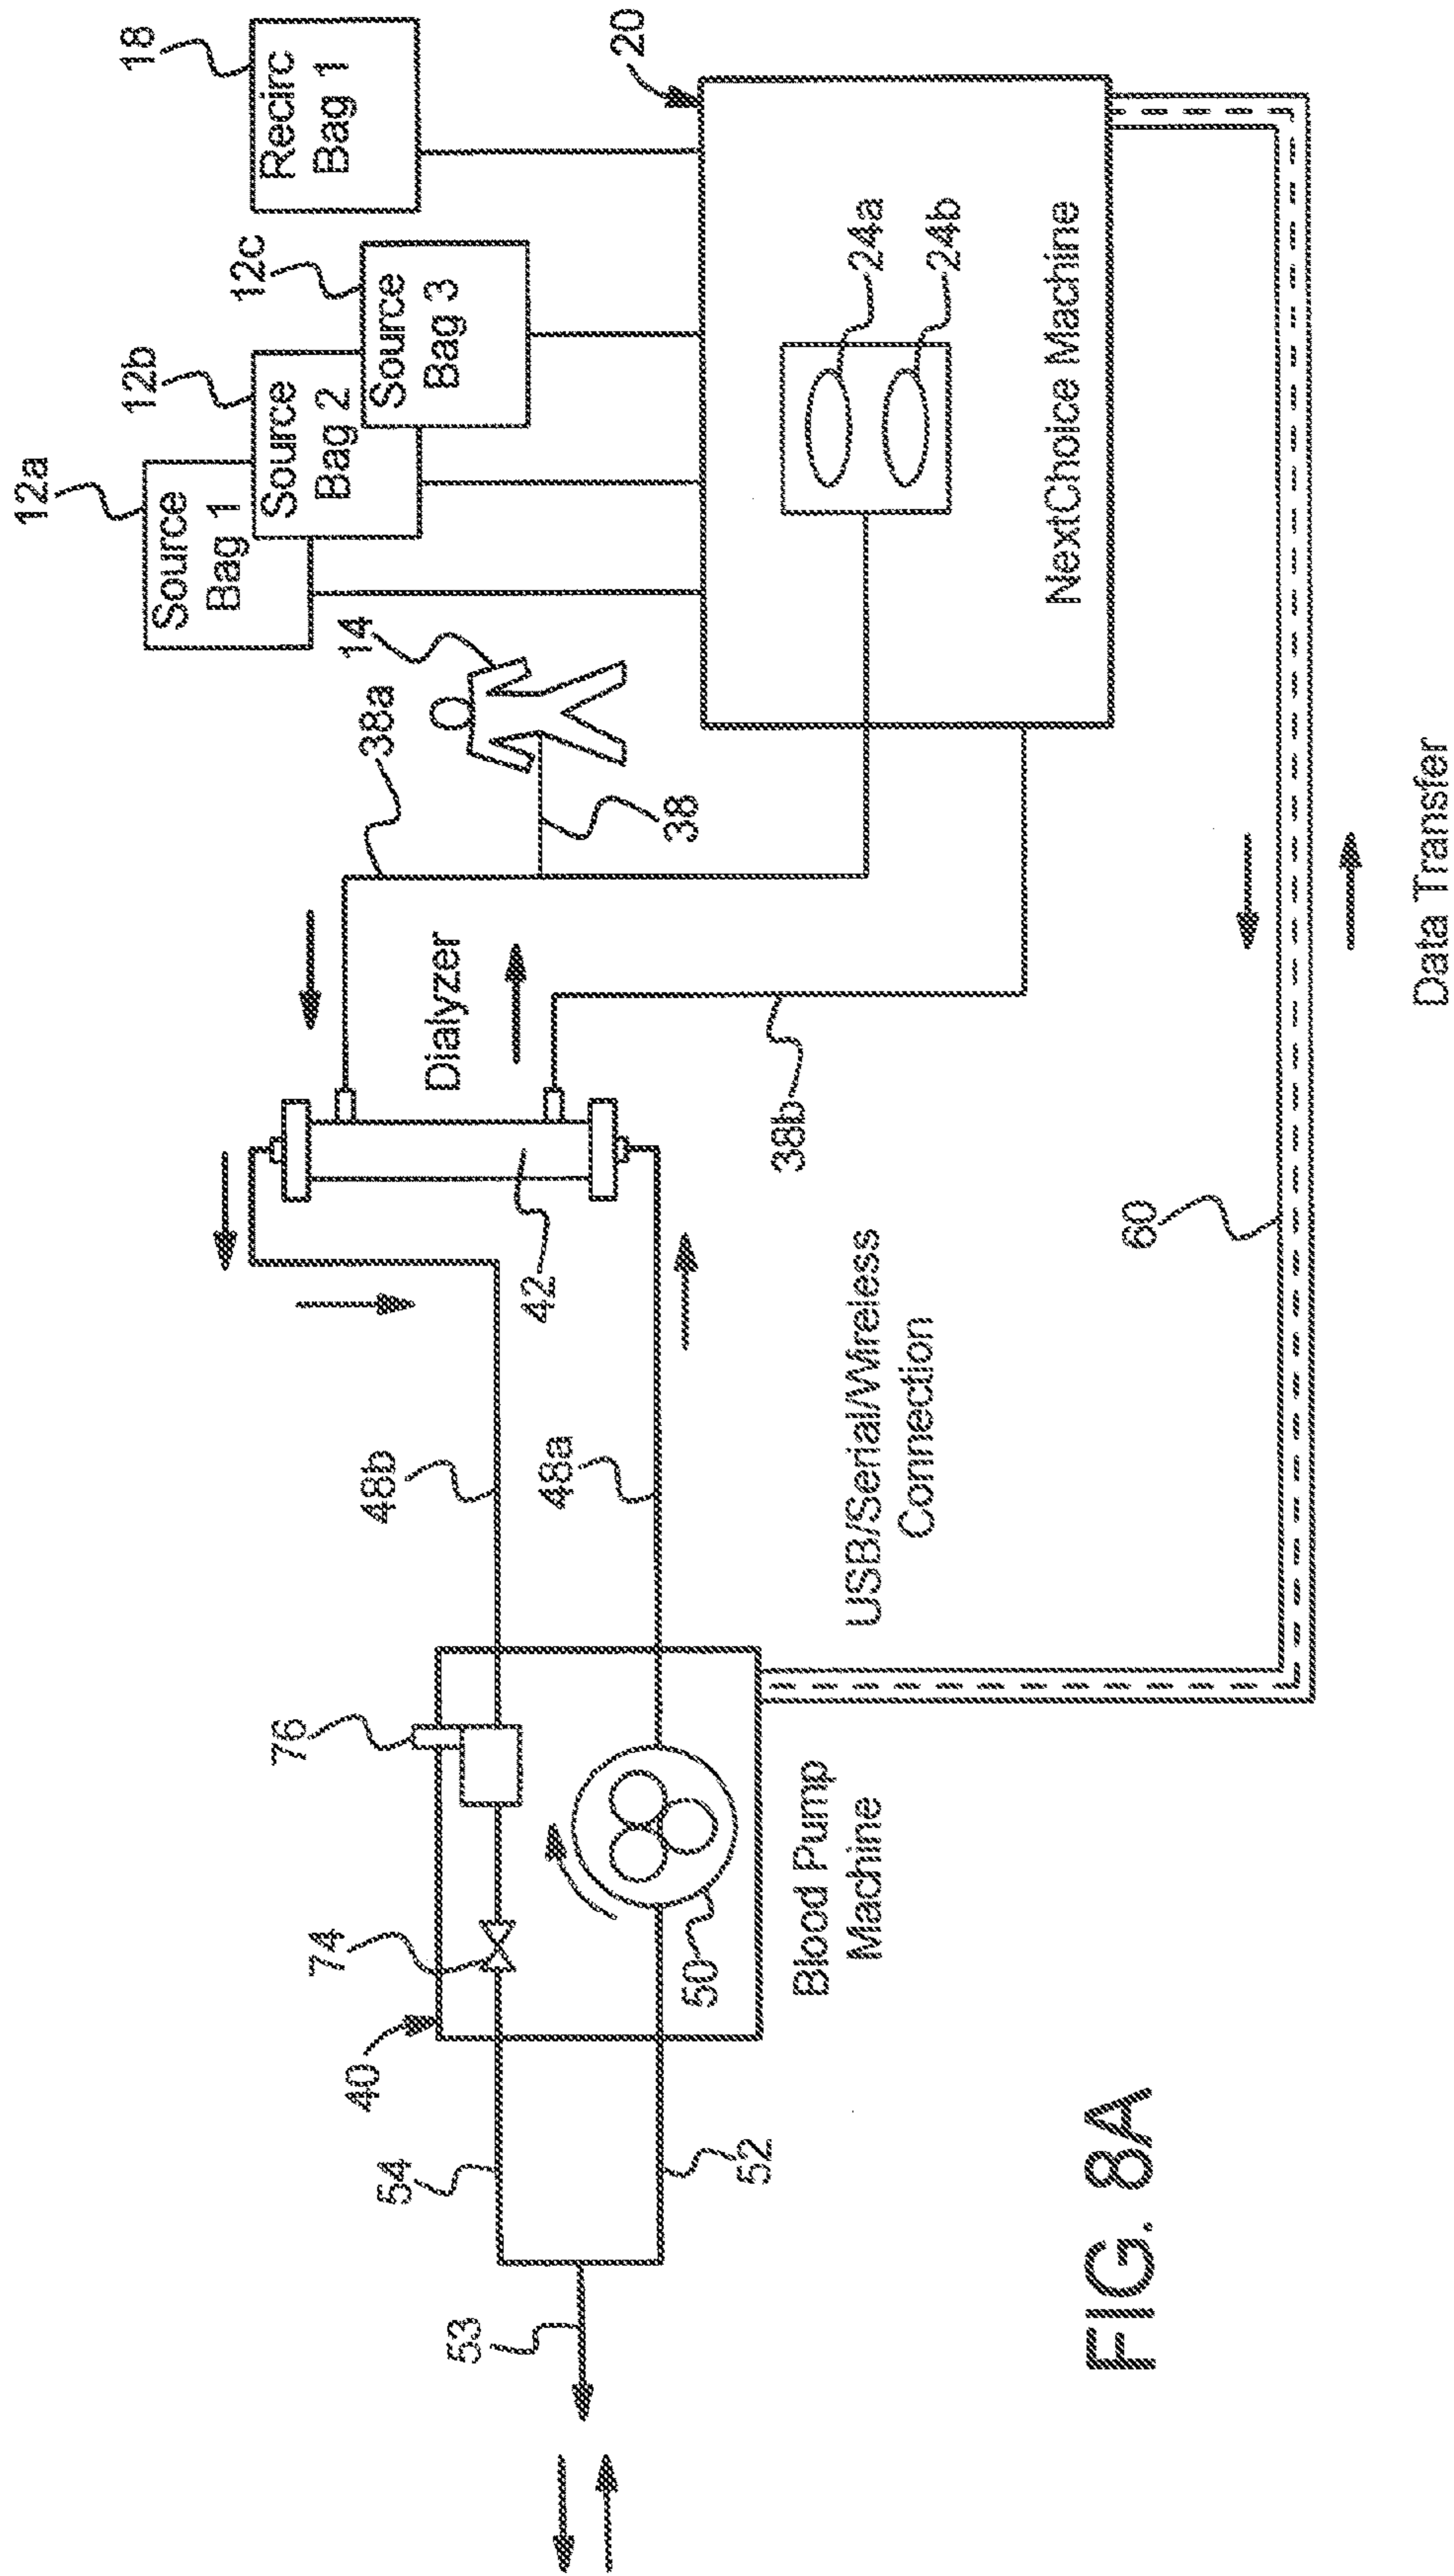 18
Recirc
Bag 1
12c
12b
12a
Source
Bag 1
Source
Bag 2
Source
Bag 3
20
14
38a
38
24a
24b
NextChoice Machine
Dialyzer
38b
42
48b
48a
USB/Serial/Wireless
Connection
60
Data Transfer
76
74
40
50
Blood Pump
Machine
54
52
53
FIG. 8A